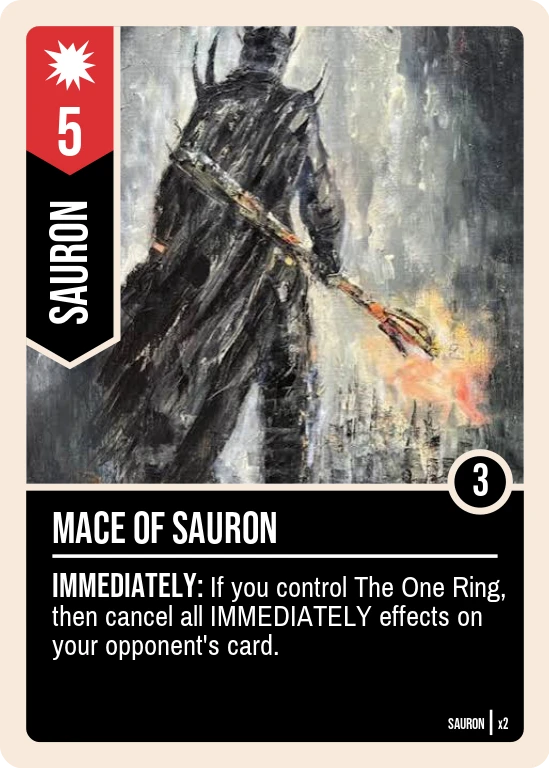 5
SAURON
3
MACE OF SAURON
IMMEDIATELY: If you control The One Ring,
then cancel all IMMEDIATELY effects on
your opponent's card.
SAURON | x2